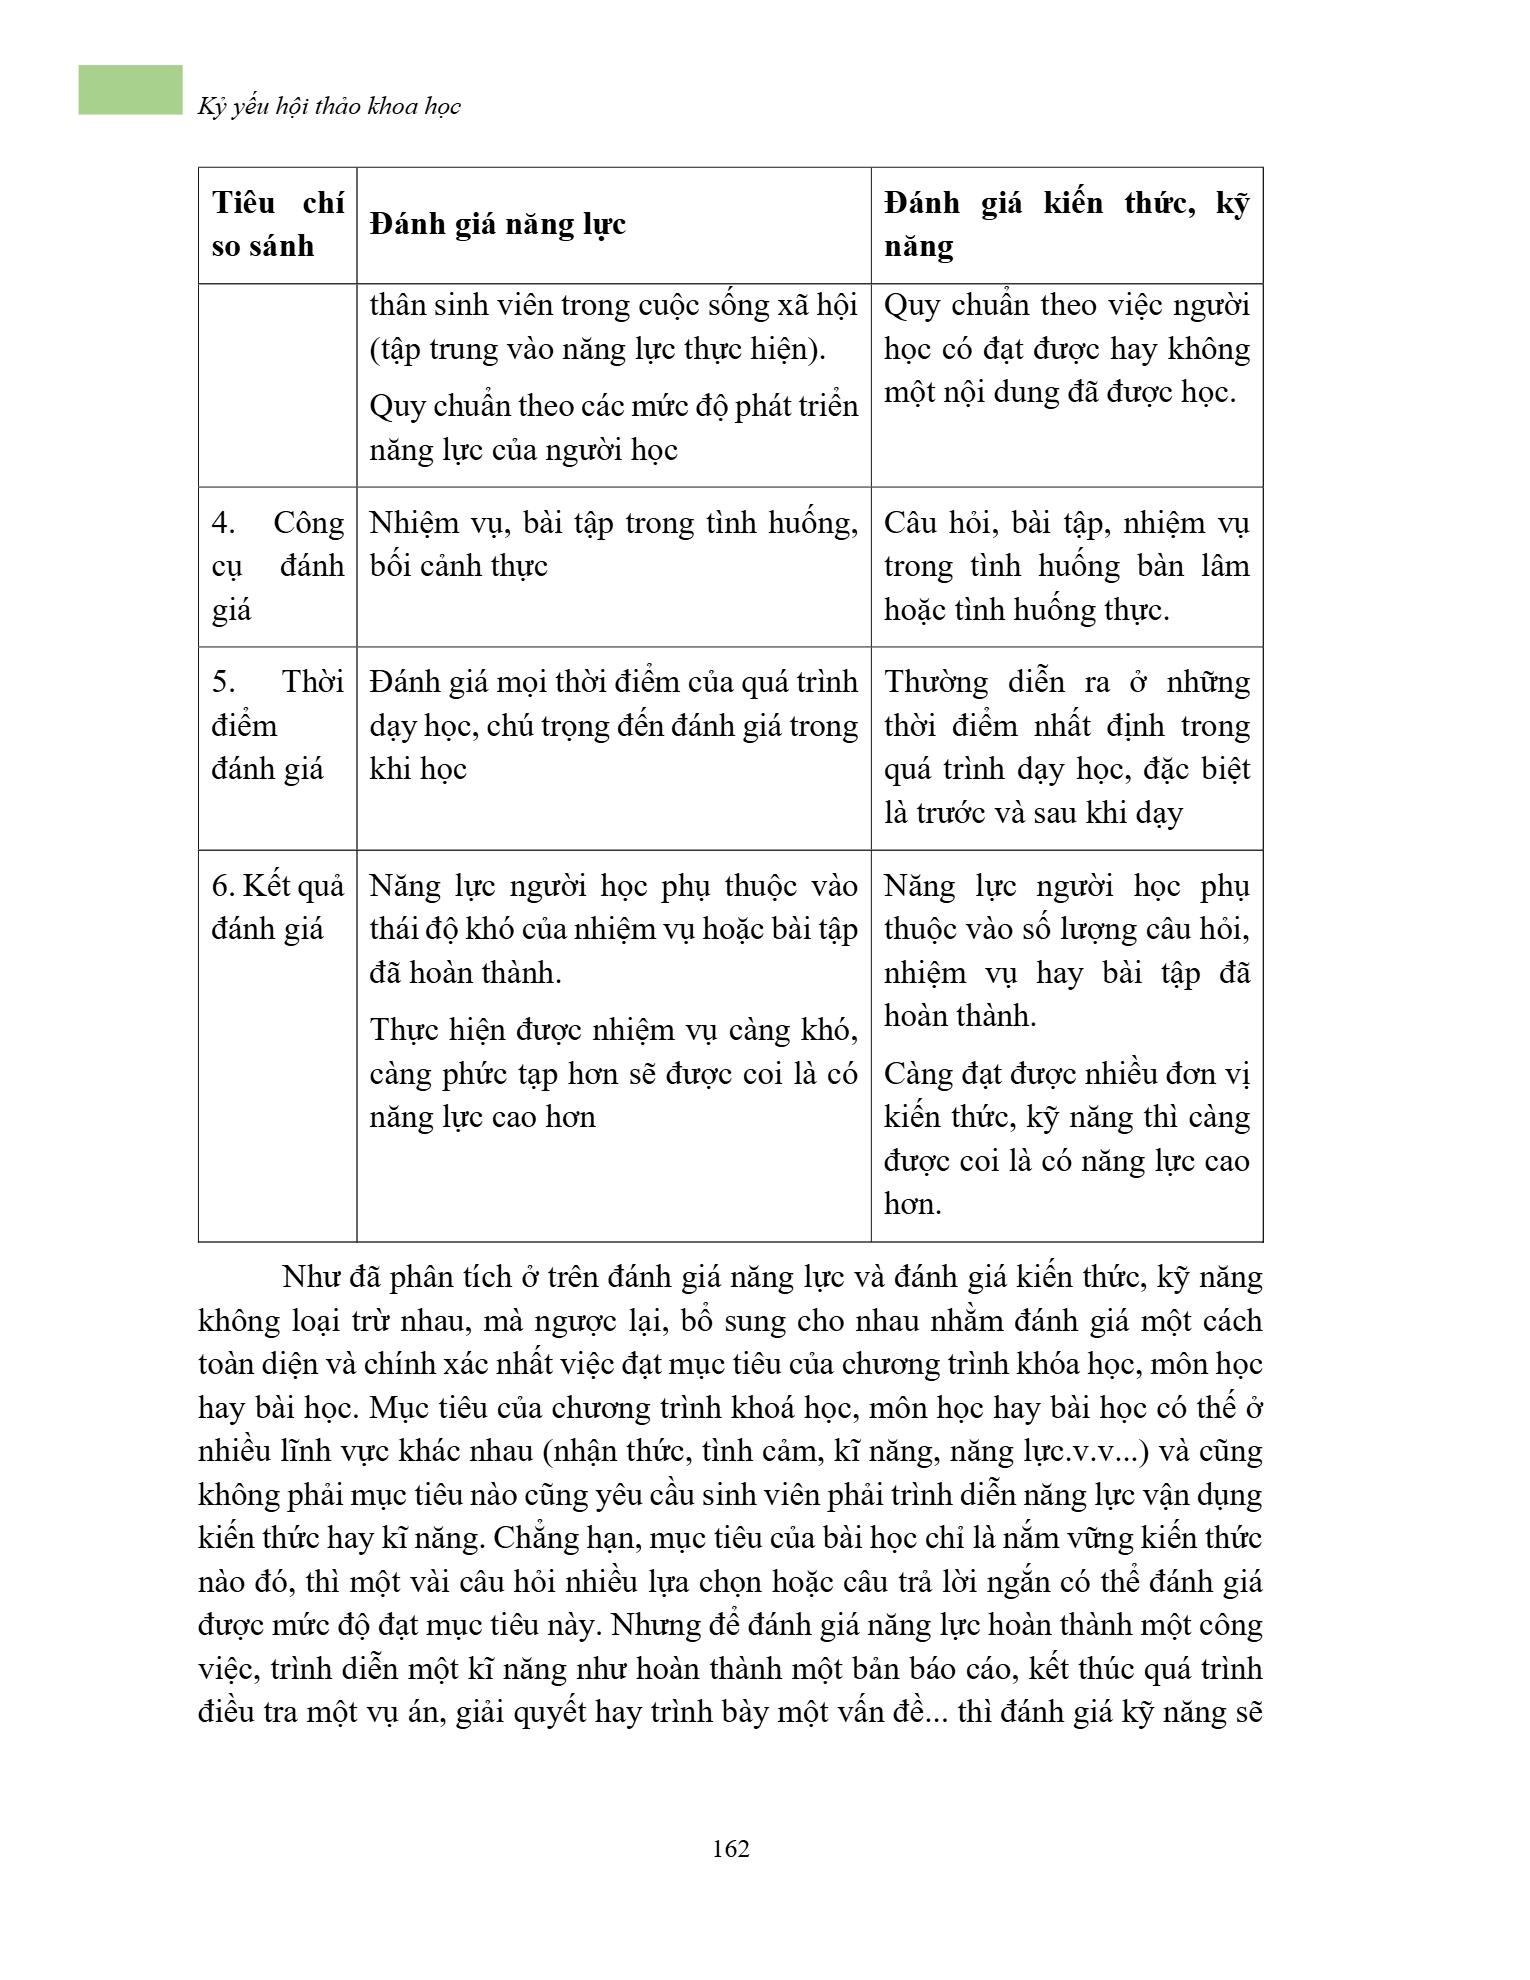 Kỷ yếu hội thảo khoa học
Tiêu chí
so sánh
Đánh giá năng lực
Đánh giá kiến thức, kỹ
năng
thân sinh viên trong cuộc sống xã hội
(tập trung vào năng lực thực hiện).
Quy chuẩn theo các mức độ phát triển
năng lực của người học
Quy chuẩn theo việc người
học có đạt được hay không
một nội dung đã được học.
4. Công
cụ đánh
giá
Nhiệm vụ, bài tập trong tình huống,
bối cảnh thực
Câu hỏi, bài tập, nhiệm vụ
trong tình huống bàn lâm
hoặc tình huống thực.
5. Thời
điểm
đánh giá
Đánh giá mọi thời điểm của quá trình
dạy học, chú trọng đến đánh giá trong
khi học
Thường diễn ra ở những
thời điểm nhất định trong
quá trình dạy học, đặc biệt
là trước và sau khi dạy
6. Kết quả
đánh giá
Năng lực người học phụ thuộc vào
thái độ khó của nhiệm vụ hoặc bài tập
đã hoàn thành.
Thực hiện được nhiệm vụ càng khó,
càng phức tạp hơn sẽ được coi là có
năng lực cao hơn
Năng lực người học phụ
thuộc vào số lượng câu hỏi,
nhiệm vụ hay bài tập đã
hoàn thành.
Càng đạt được nhiều đơn vị
kiến thức, kỹ năng thì càng
được coi là có năng lực cao
hơn.
Như đã phân tích ở trên đánh giá năng lực và đánh giá kiến thức, kỹ năng
không loại trừ nhau, mà ngược lại, bổ sung cho nhau nhằm đánh giá một cách
toàn diện và chính xác nhất việc đạt mục tiêu của chương trình khóa học, môn học
hay bài học. Mục tiêu của chương trình khoá học, môn học hay bài học có thế ở
nhiều lĩnh vực khác nhau (nhận thức, tình cảm, kĩ năng, năng lực.v.v...) và cũng
không phải mục tiêu nào cũng yêu cầu sinh viên phải trình diễn năng lực vận dụng
kiến thức hay kĩ năng. Chẳng hạn, mục tiêu của bài học chỉ là nắm vững kiến thức
nào đó, thì một vài câu hỏi nhiều lựa chọn hoặc câu trả lời ngắn có thể đánh giá
được mức độ đạt mục tiêu này. Nhưng để đánh giá năng lực hoàn thành một công
việc, trình diễn một kĩ năng như hoàn thành một bản báo cáo, kết thúc quá trình
điều tra một vụ án, giải quyết hay trình bày một vấn đề... thì đánh giá kỹ năng sẽ
162